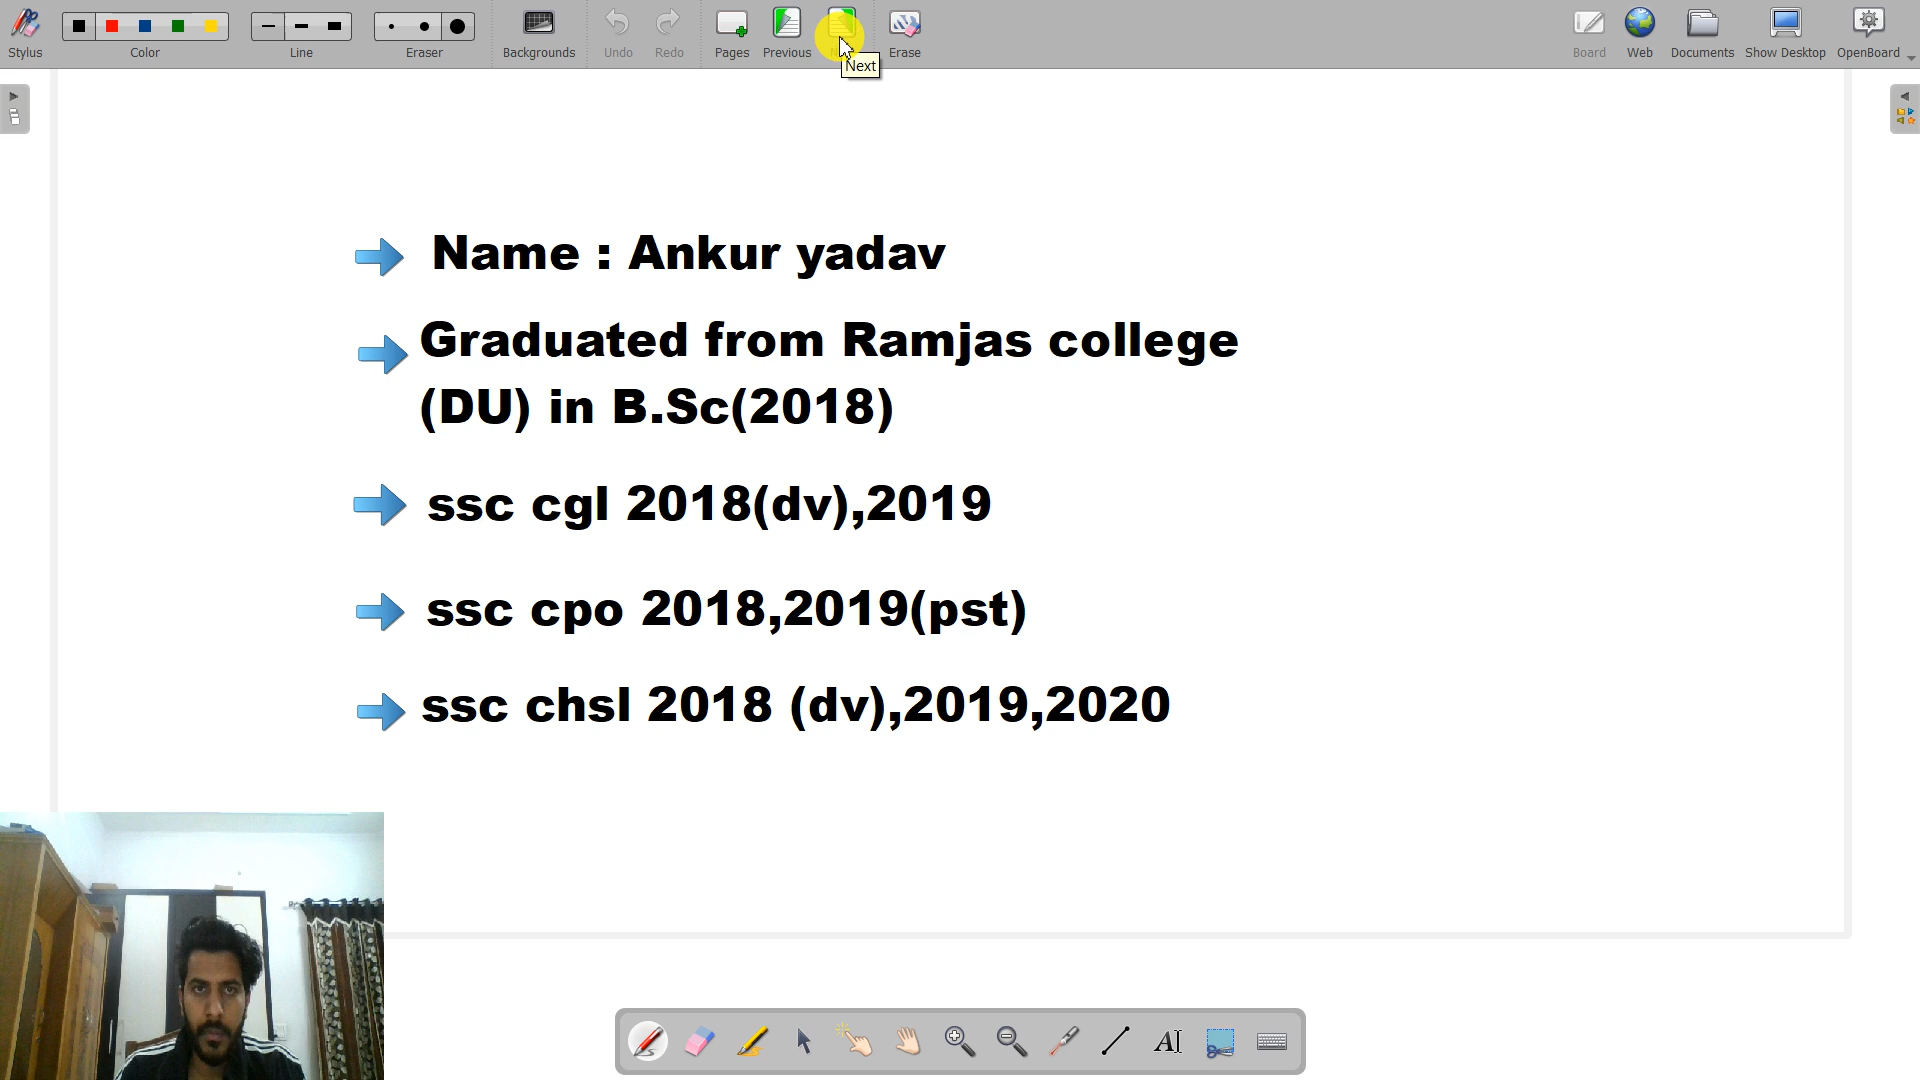 Stylus
Color
Line
Eraser
Backgrounds
Undo
Redo
Pages
Previous
Erase
Board
Web
Documents
Show Desktop
OpenBoard
Next
Name : Ankur yadav
Graduated from Ramjas college
(DU) in B.Sc(2018)
ssc cgl 2018(dv),2019
ssc cpo 2018,2019(pst)
ssc chsl 2018 (dv),2019,2020